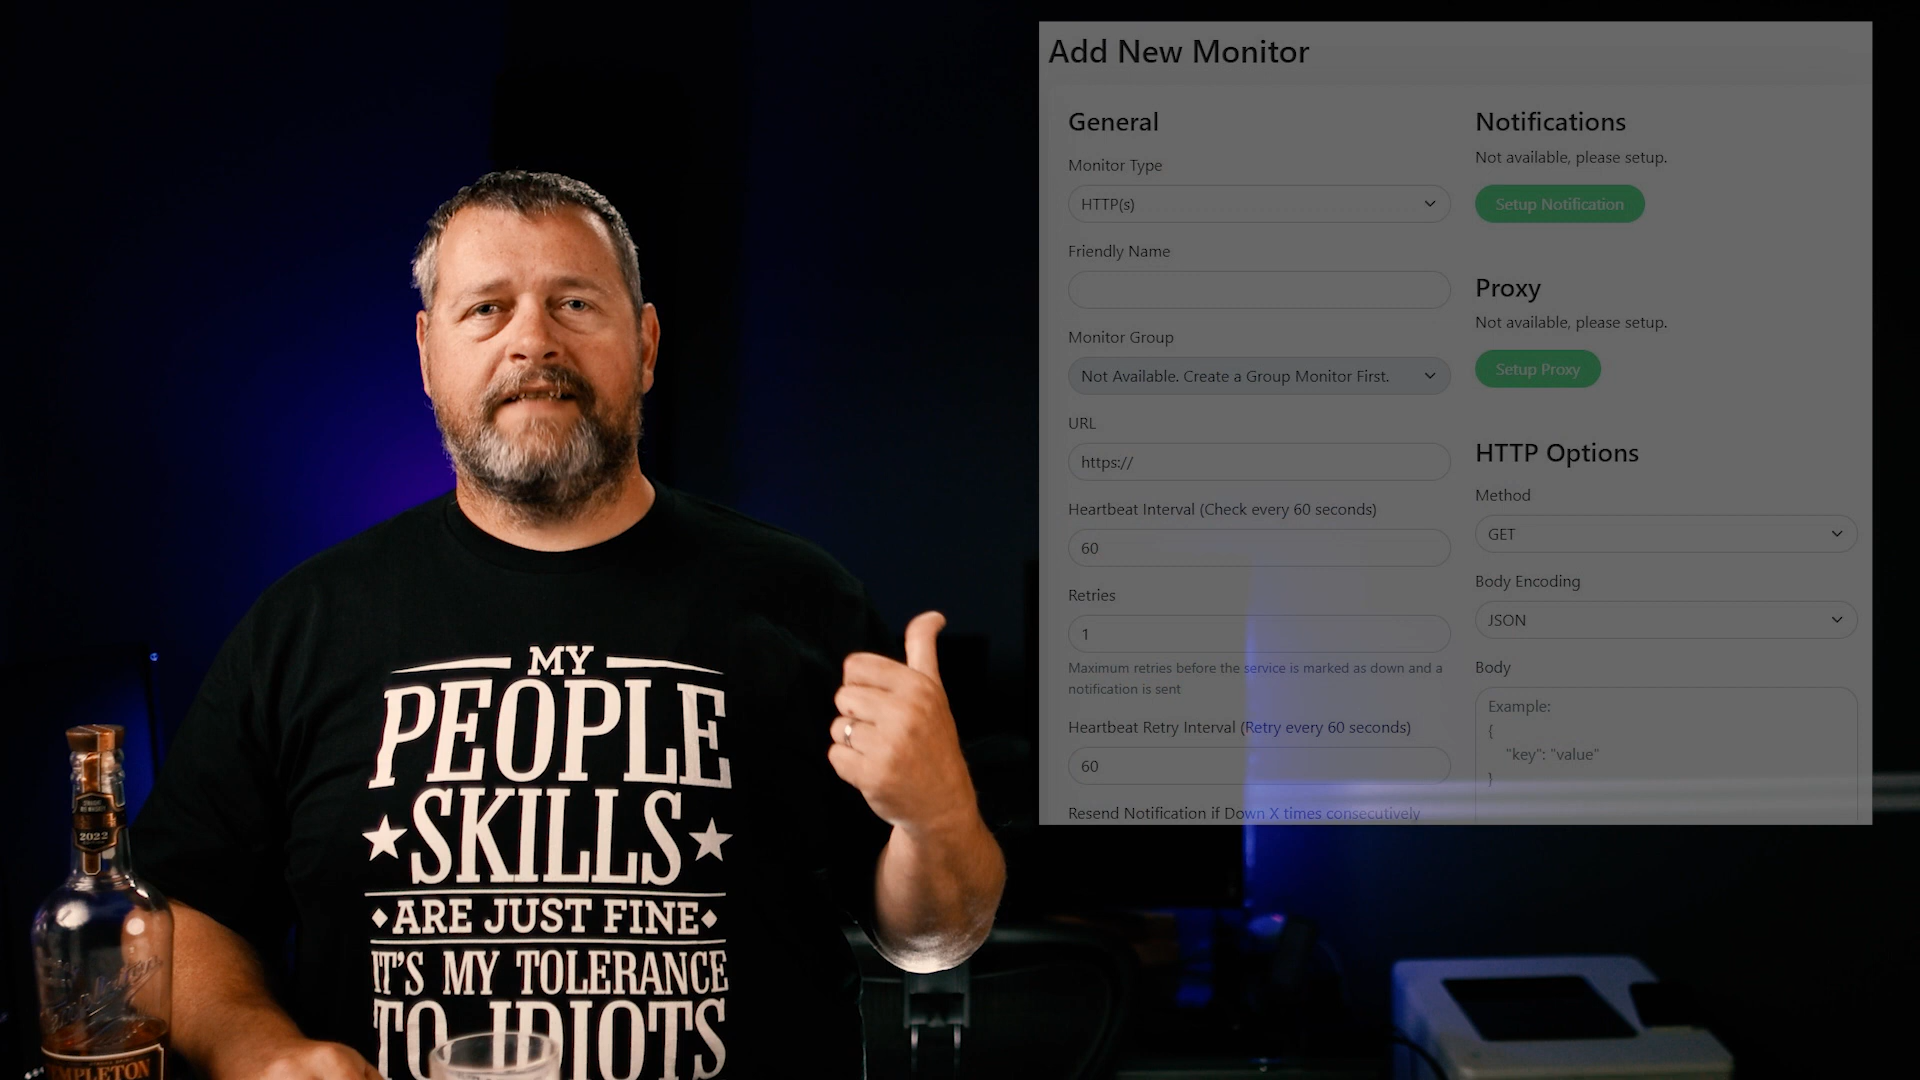 Add New Monitor
General
Monitor Type
HTTP(s)
Friendly Name
Monitor Group
Not Available. Create a Group Monitor First.
URL
https://
Heartbeat Interval (Check every 60 seconds)
60
Retries
1
Maximum retries before the service is marked as down and a
notification is sent
Heartbeat Retry Interval (Retry every 60 seconds)
60
Resend Notification if Down X times consecutively
Notifications
Not available, please setup.
Setup Notification
Proxy
Not available, please setup.
Setup Proxy
HTTP Options
Method
GET
Body Encoding
JSON
Body
Example:
{
"key": "value"
}
MY
PEOPLE
SKILLS
ARE JUST FINE
IT'S MY TOLERANCE
TO IDIOTS
2022
Templeton